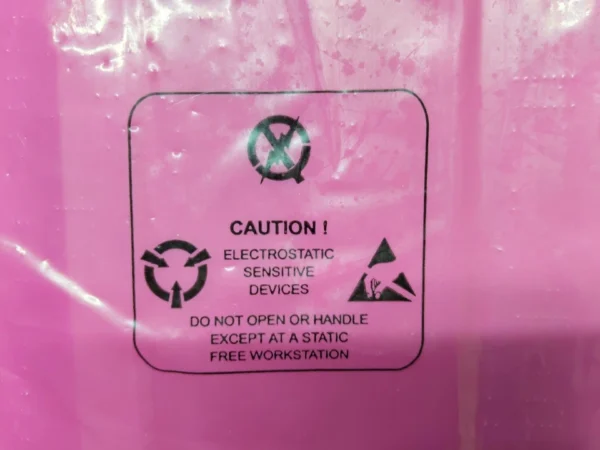 CAUTION !
ELECTROSTATIC
SENSITIVE
DEVICES
DO NOT OPEN OR HANDLE
EXCEPT AT A STATIC
FREE WORKSTATION